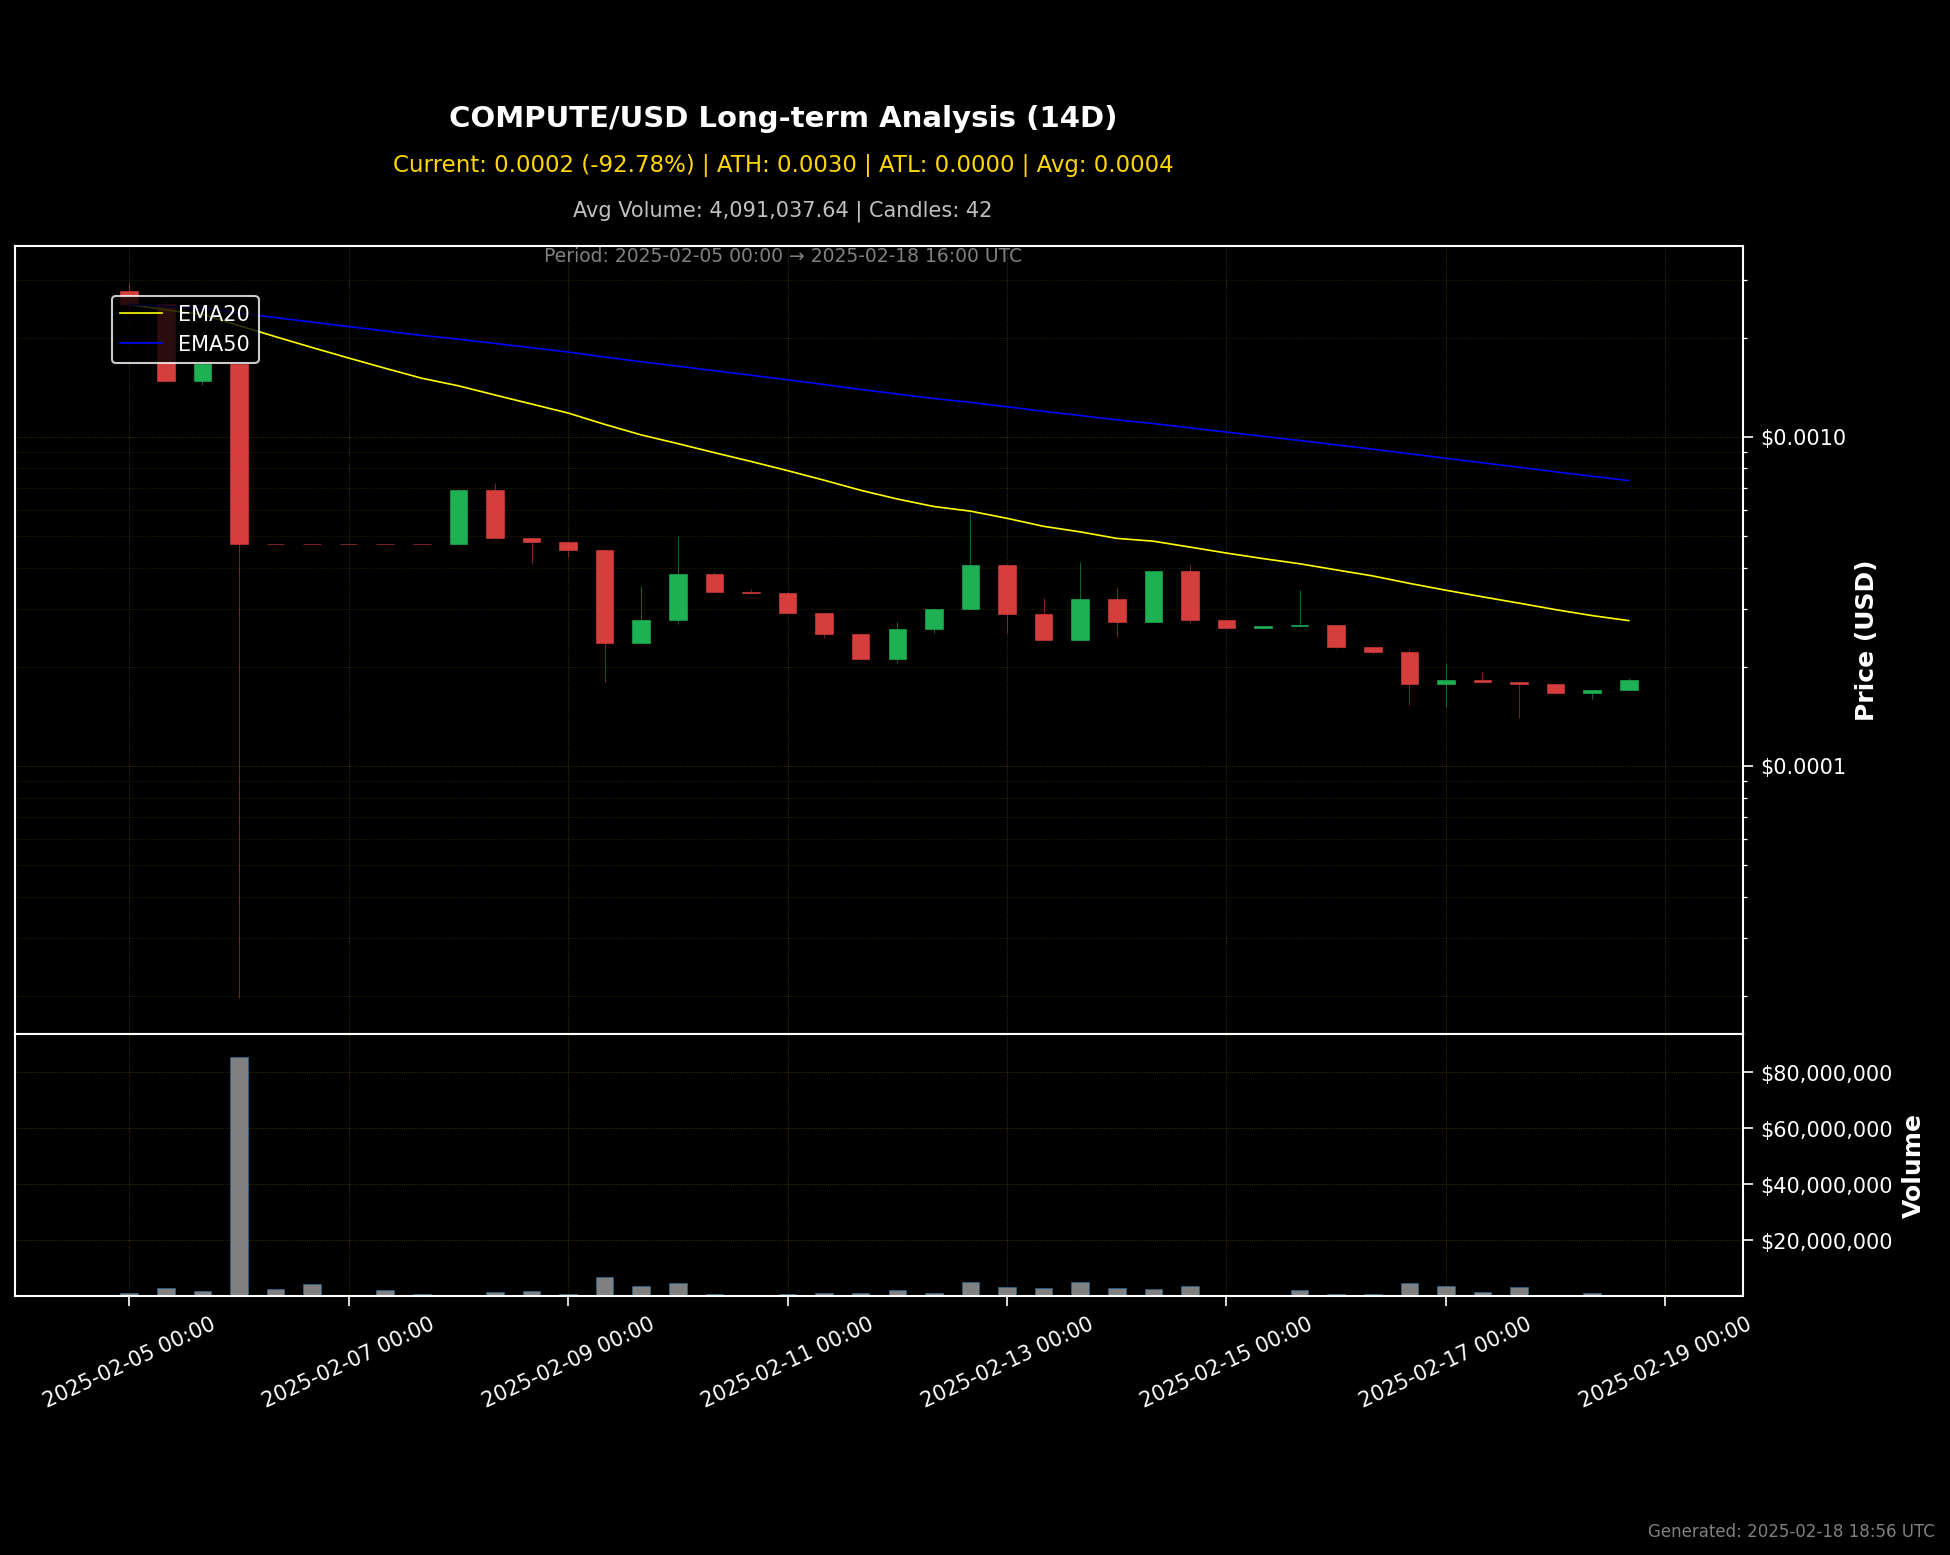 COMPUTE/USD Long-term Analysis (14D)
Current: 0.0002 (-92.78%) | ATH: 0.0030 | ATL: 0.0000 | Avg: 0.0004
Avg Volume: 4,091,037.64 | Candles: 42
Period: 2025-02-05 00:00 → 2025-02-18 16:00 UTC
EMA20
EMA50
$0.0010
$0.0001
Price (USD)
$80,000,000
$60,000,000
$40,000,000
$20,000,000
Volume
2025-02-05 00:00
2025-02-07 00:00
2025-02-09 00:00
2025-02-11 00:00
2025-02-13 00:00
2025-02-15 00:00
2025-02-17 00:00
2025-02-19 00:00
Generated: 2025-02-18 18:56 UTC